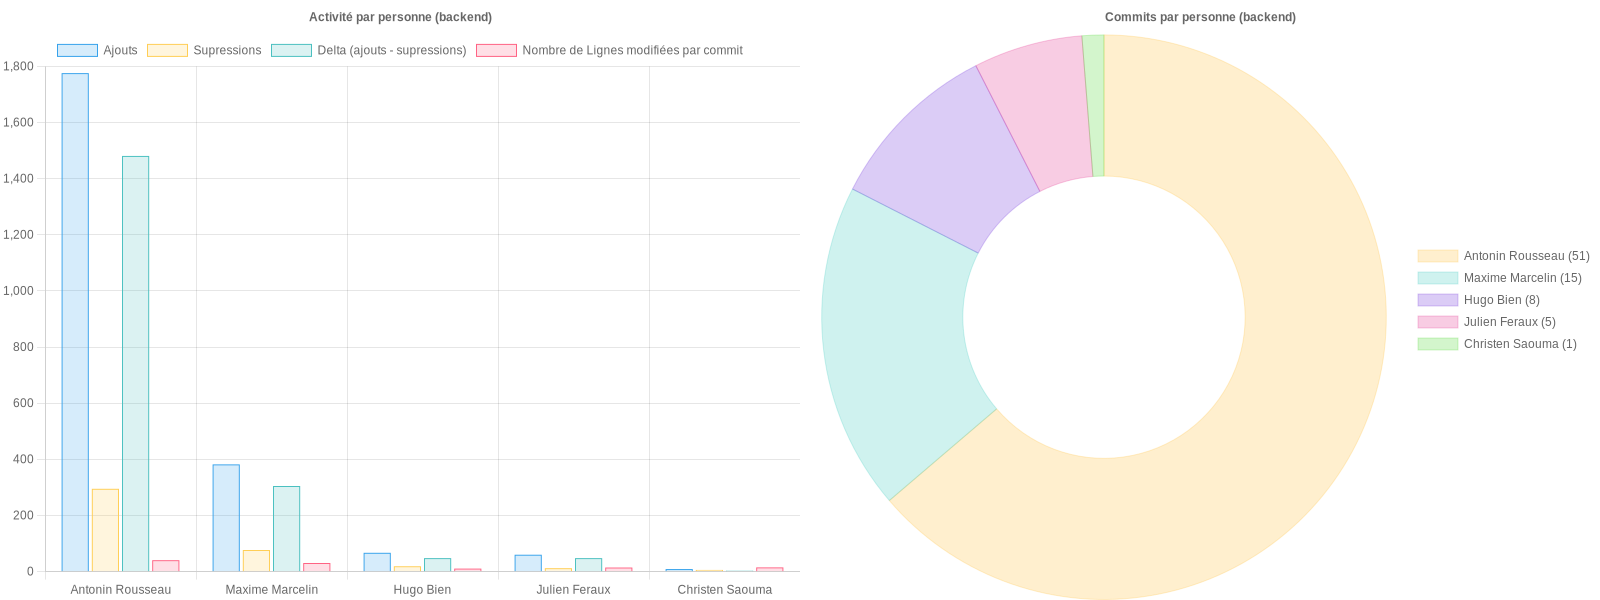 Activité par personne (backend)
Ajouts Supressions Delta (ajouts - supressions) Nombre de Lignes modifiées par commit
1,800
1,600
1,400
1,200
1,000
800
600
400
200
0
Antonin Rousseau Maxime Marcelin Hugo Bien Julien Feraux Christen Saouma
Commits par personne (backend)
Antonin Rousseau (51)
Maxime Marcelin (15)
Hugo Bien (8)
Julien Feraux (5)
Christen Saouma (1)